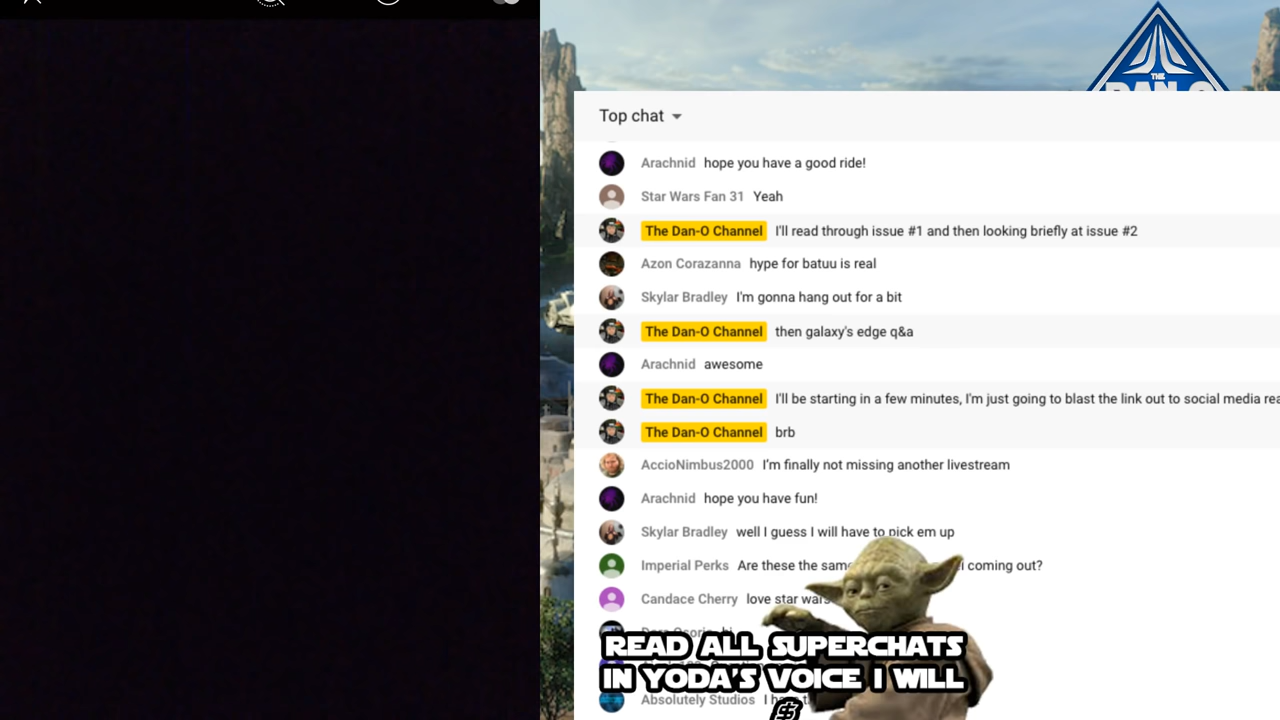 THE
DAN-O
Top chat
Arachnid hope you have a good ride!
Star Wars Fan 31 Yeah
The Dan-O Channel I'll read through issue #1 and then looking briefly at issue #2
Azon Corazanna hype for batuu is real
Skylar Bradley I'm gonna hang out for a bit
The Dan-O Channel then galaxy's edge q&a
Arachnid awesome
The Dan-O Channel I'll be starting in a few minutes, I'm just going to blast the link out to social media
The Dan-O Channel brb
AccioNimbus2000 I'm finally not missing another livestream
Arachnid hope you have fun!
Skylar Bradley well I guess I will have to pick em up
Imperial Perks Are these the same coming out?
Candace Cherry love star wars
READ ALL SUPERCHATS
IN YODA'S VOICE I WILL
$
Absolutely Studios I